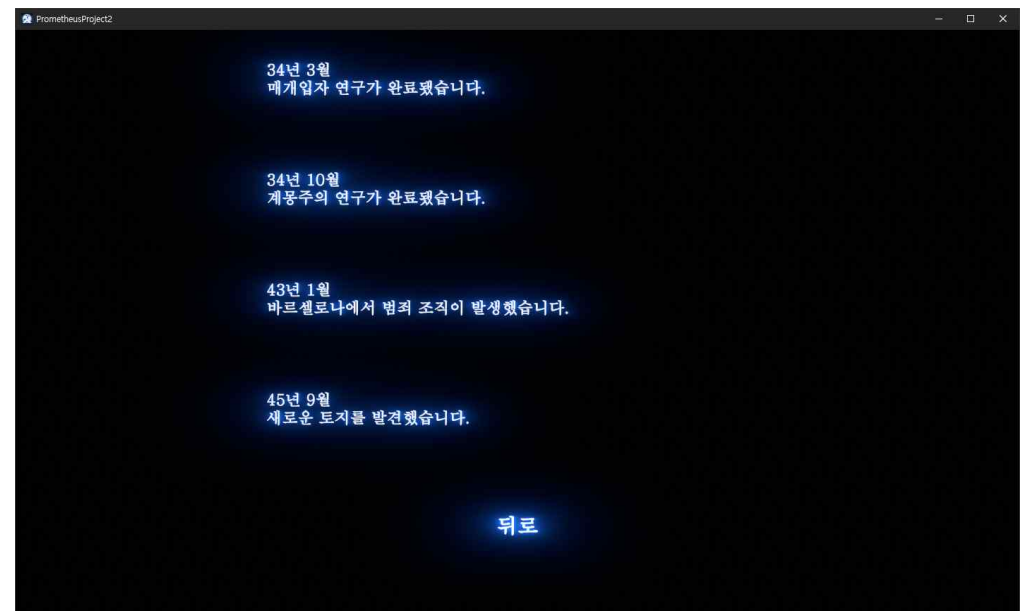 PrometheusProject2
34년 3월
매개입자 연구가 완료됐습니다.
34년 10월
계몽주의 연구가 완료됐습니다.
43년 1월
바르셀로나에서 범죄 조직이 발생했습니다.
45년 9월
새로운 토지를 발견했습니다.
뒤로